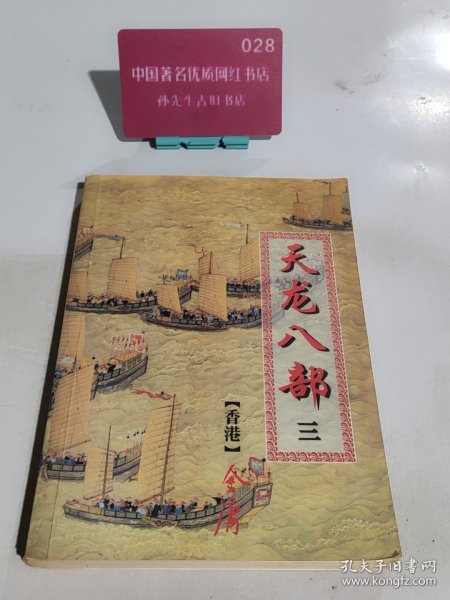 028
中国著名优质网红书店
孙先生古旧书店
天龙八部 三
【香港】
金庸
孔夫子旧书网
www.kongfz.com